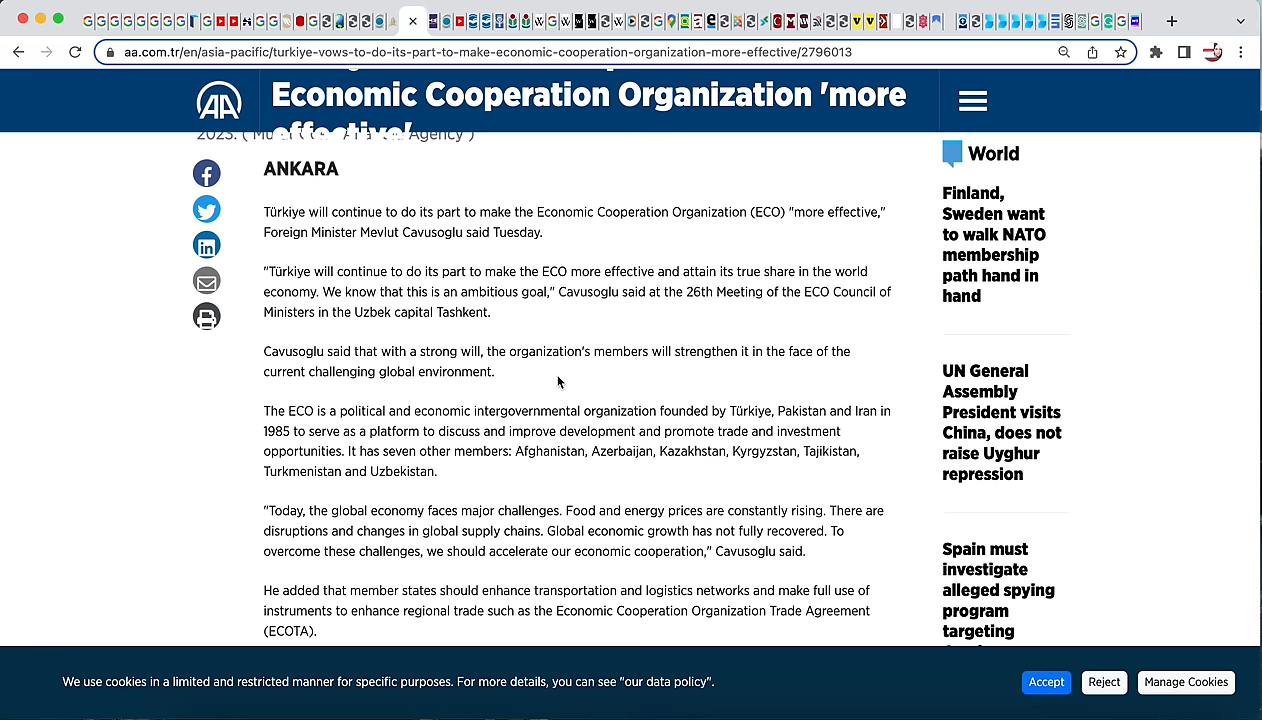 aa.com.tr/en/asia-pacific/turkiye-vows-to-do-its-part-to-make-economic-cooperation-organization-more-effective/2796013
AA
Economic Cooperation Organization 'more
effective'
2023. (
Agency )
ANKARA
Türkiye will continue to do its part to make the Economic Cooperation Organization (ECO) "more effective,"
Foreign Minister Mevlut Cavusoglu said Tuesday.
"Türkiye will continue to do its part to make the ECO more effective and attain its true share in the world
economy. We know that this is an ambitious goal," Cavusoglu said at the 26th Meeting of the ECO Council of
Ministers in the Uzbek capital Tashkent.
Cavusoglu said that with a strong will, the organization's members will strengthen it in the face of the
current challenging global environment.
The ECO is a political and economic intergovernmental organization founded by Türkiye, Pakistan and Iran in
1985 to serve as a platform to discuss and improve development and promote trade and investment
opportunities. It has seven other members: Afghanistan, Azerbaijan, Kazakhstan, Kyrgyzstan, Tajikistan,
Turkmenistan and Uzbekistan.
"Today, the global economy faces major challenges. Food and energy prices are constantly rising. There are
disruptions and changes in global supply chains. Global economic growth has not fully recovered. To
overcome these challenges, we should accelerate our economic cooperation," Cavusoglu said.
He added that member states should enhance transportation and logistics networks and make full use of
instruments to enhance regional trade such as the Economic Cooperation Organization Trade Agreement
(ECOTA).
World
Finland,
Sweden want
to walk NATO
membership
path hand in
hand
UN General
Assembly
President visits
China, does not
raise Uyghur
repression
Spain must
investigate
alleged spying
program
targeting
We use cookies in a limited and restricted manner for specific purposes. For more details, you can see "our data policy".
Accept
Reject
Manage Cookies